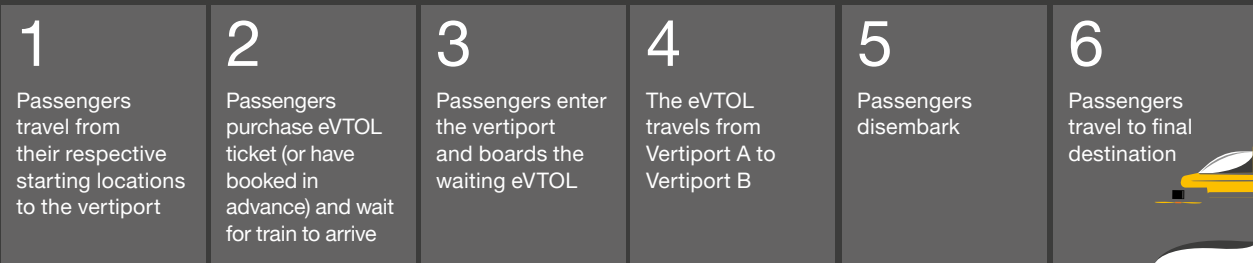 1
Passengers
travel from
their respective
starting locations
to the vertiport
2
Passengers
purchase eVTOL
ticket (or have
booked in
advance) and wait
for train to arrive
3
Passengers enter
the vertiport
and boards the
waiting eVTOL
4
The eVTOL
travels from
Vertiport A to
Vertiport B
5
Passengers
disembark
6
Passengers
travel to final
destination